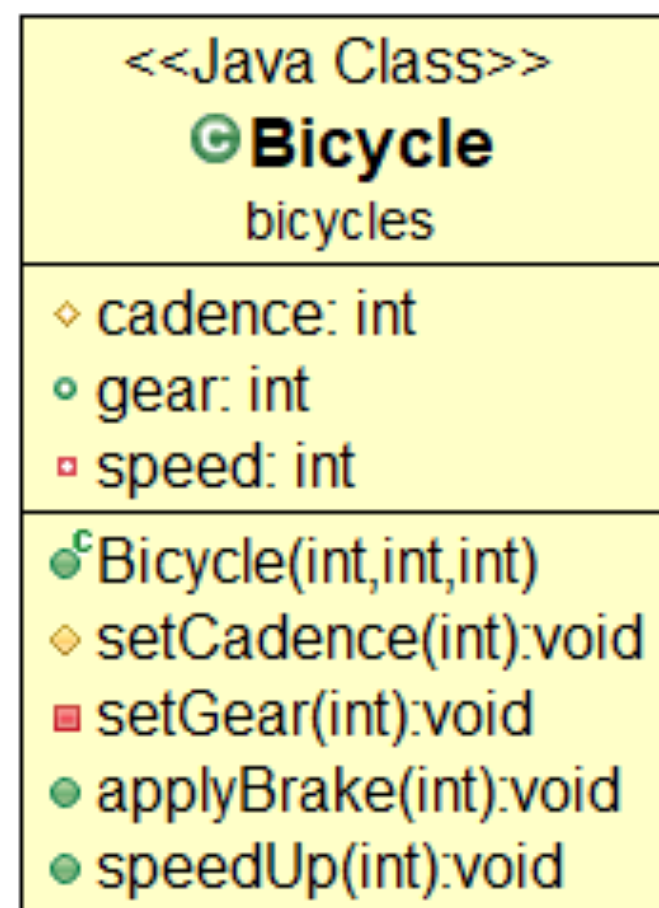 <<Java Class>>
C Bicycle
bicycles
cadence: int
gear: int
speed: int
C Bicycle(int,int,int)
setCadence(int):void
setGear(int):void
applyBrake(int):void
speedUp(int):void